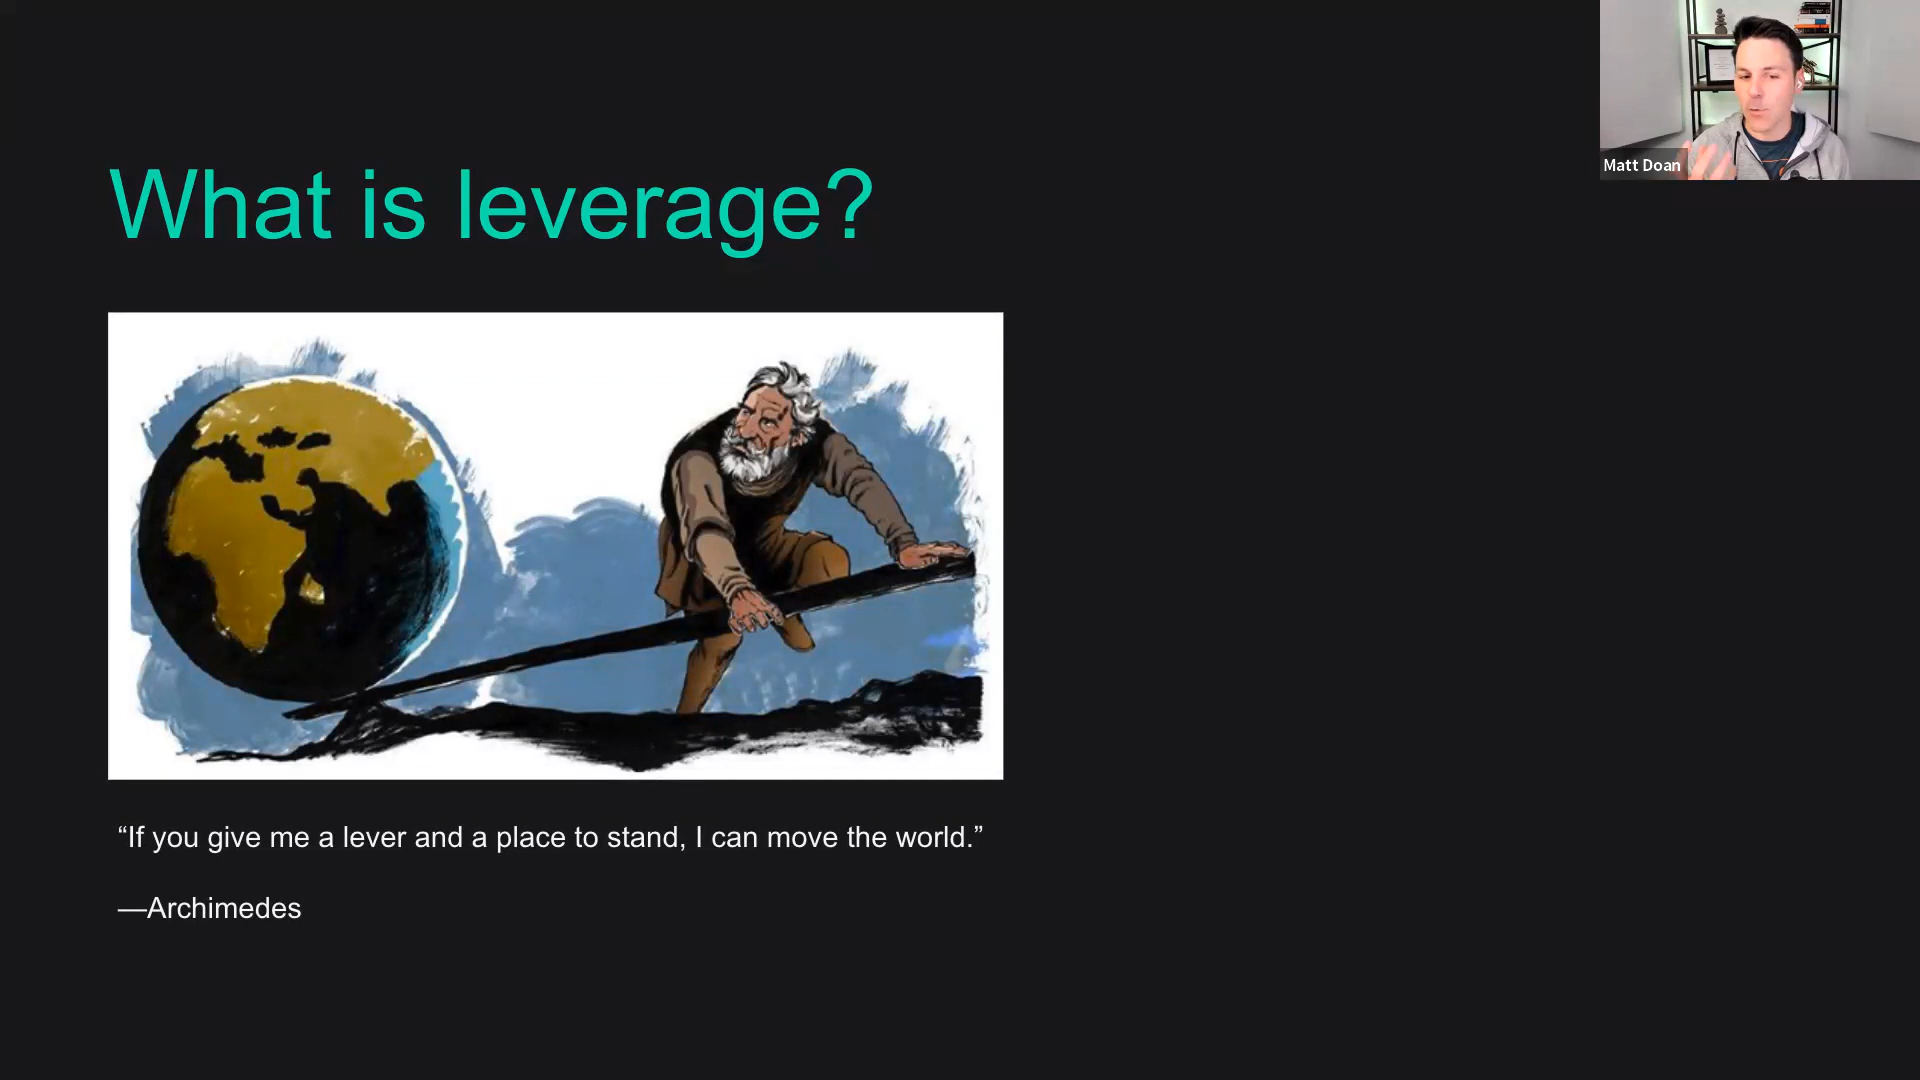 Matt Doan
What is leverage?
“If you give me a lever and a place to stand, I can move the world.”
—Archimedes